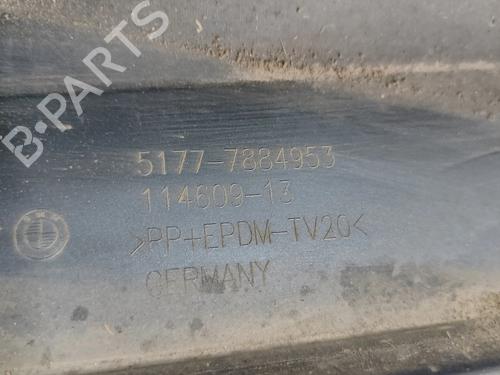 B-PARTS
5177-7884953
114609-13
>PP+EPDM-TV20<
GERMANY